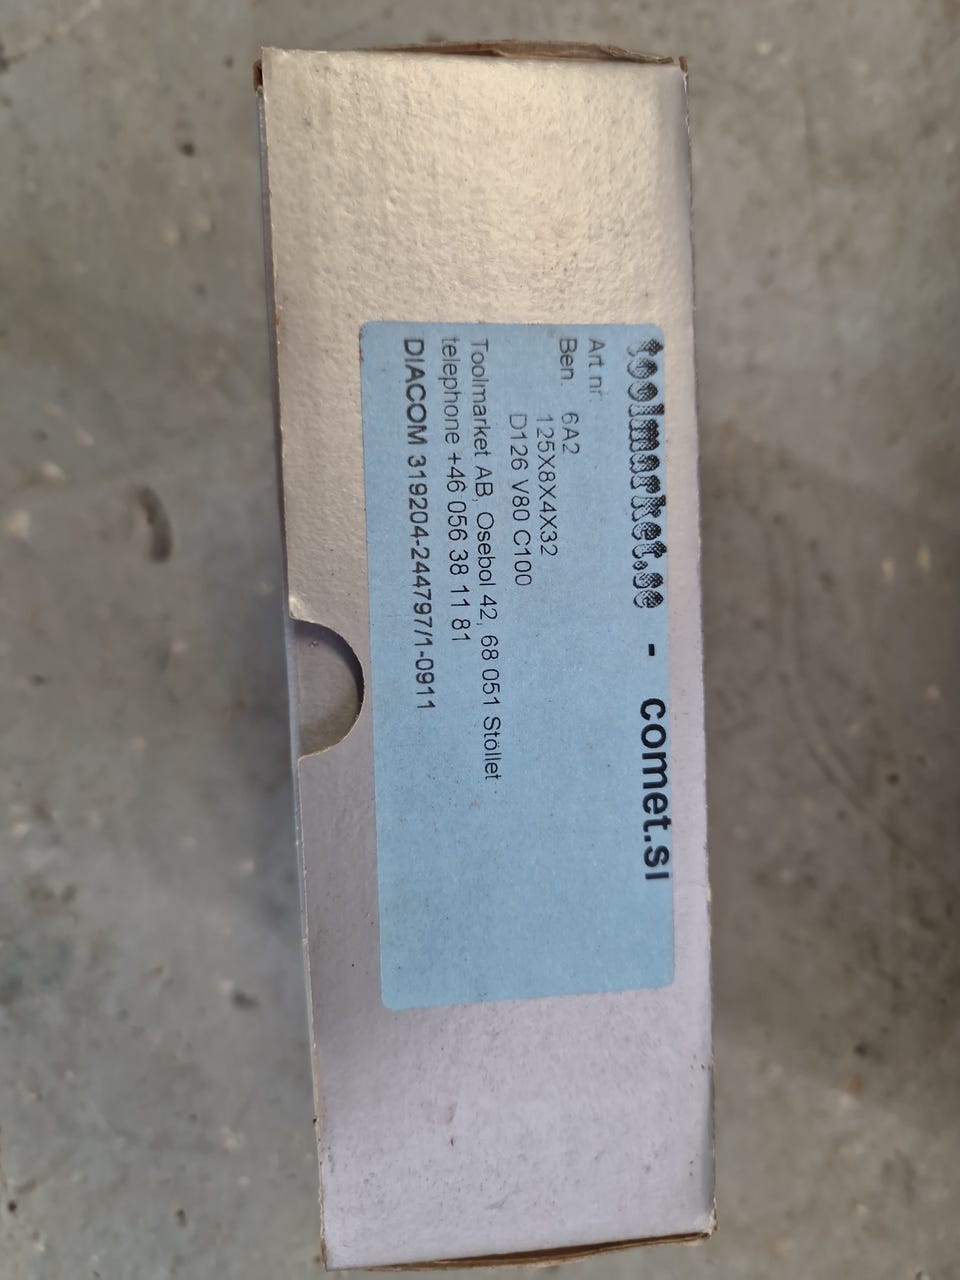 toolmarket.se - comet.si
Art nr.
Ben. 6A2
125X8X4X32
D126 V80 C100
Toolmarket AB, Osebol 42, 68 051 Stöllet
telephone +46 056 38 11 81
DIACOM 319204-244797/1-0911